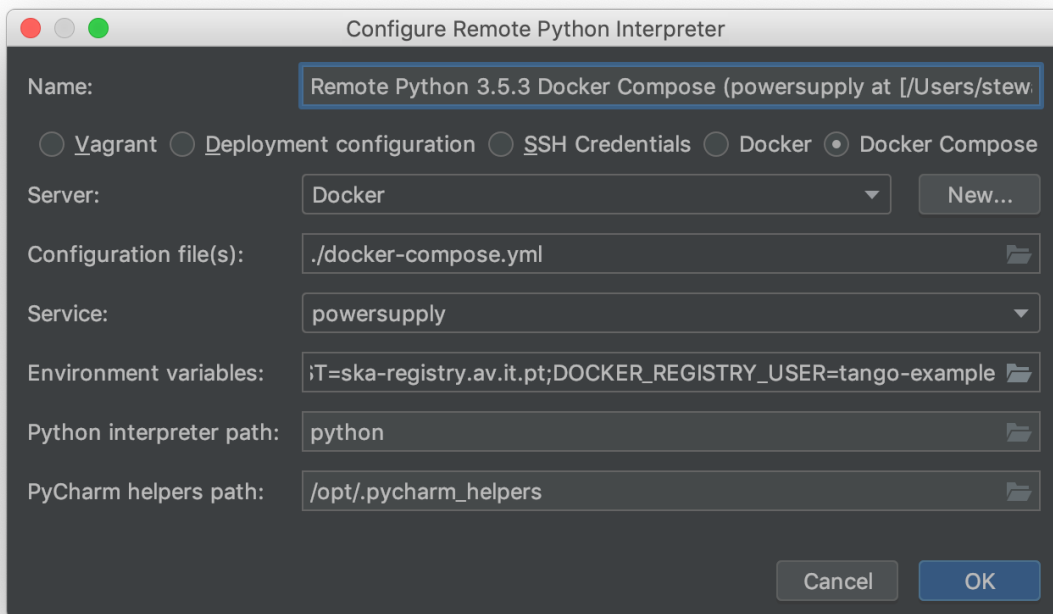 Configure Remote Python Interpreter
Name: Remote Python 3.5.3 Docker Compose (powersupply at [/Users/stew
Vagrant Deployment configuration SSH Credentials Docker Docker Compose
Server: Docker New...
Configuration file(s): ./docker-compose.yml
Service: powersupply
Environment variables: ST=ska-registry.av.it.pt;DOCKER_REGISTRY_USER=tango-example
Python interpreter path: python
PyCharm helpers path: /opt/.pycharm_helpers
Cancel OK